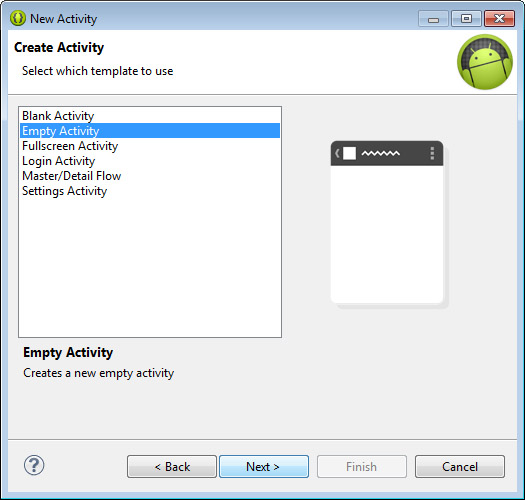 New Activity
Create Activity
Select which template to use
Blank Activity
Empty Activity
Fullscreen Activity
Login Activity
Master/Detail Flow
Settings Activity
Empty Activity
Creates a new empty activity
?
< Back
Next >
Finish
Cancel